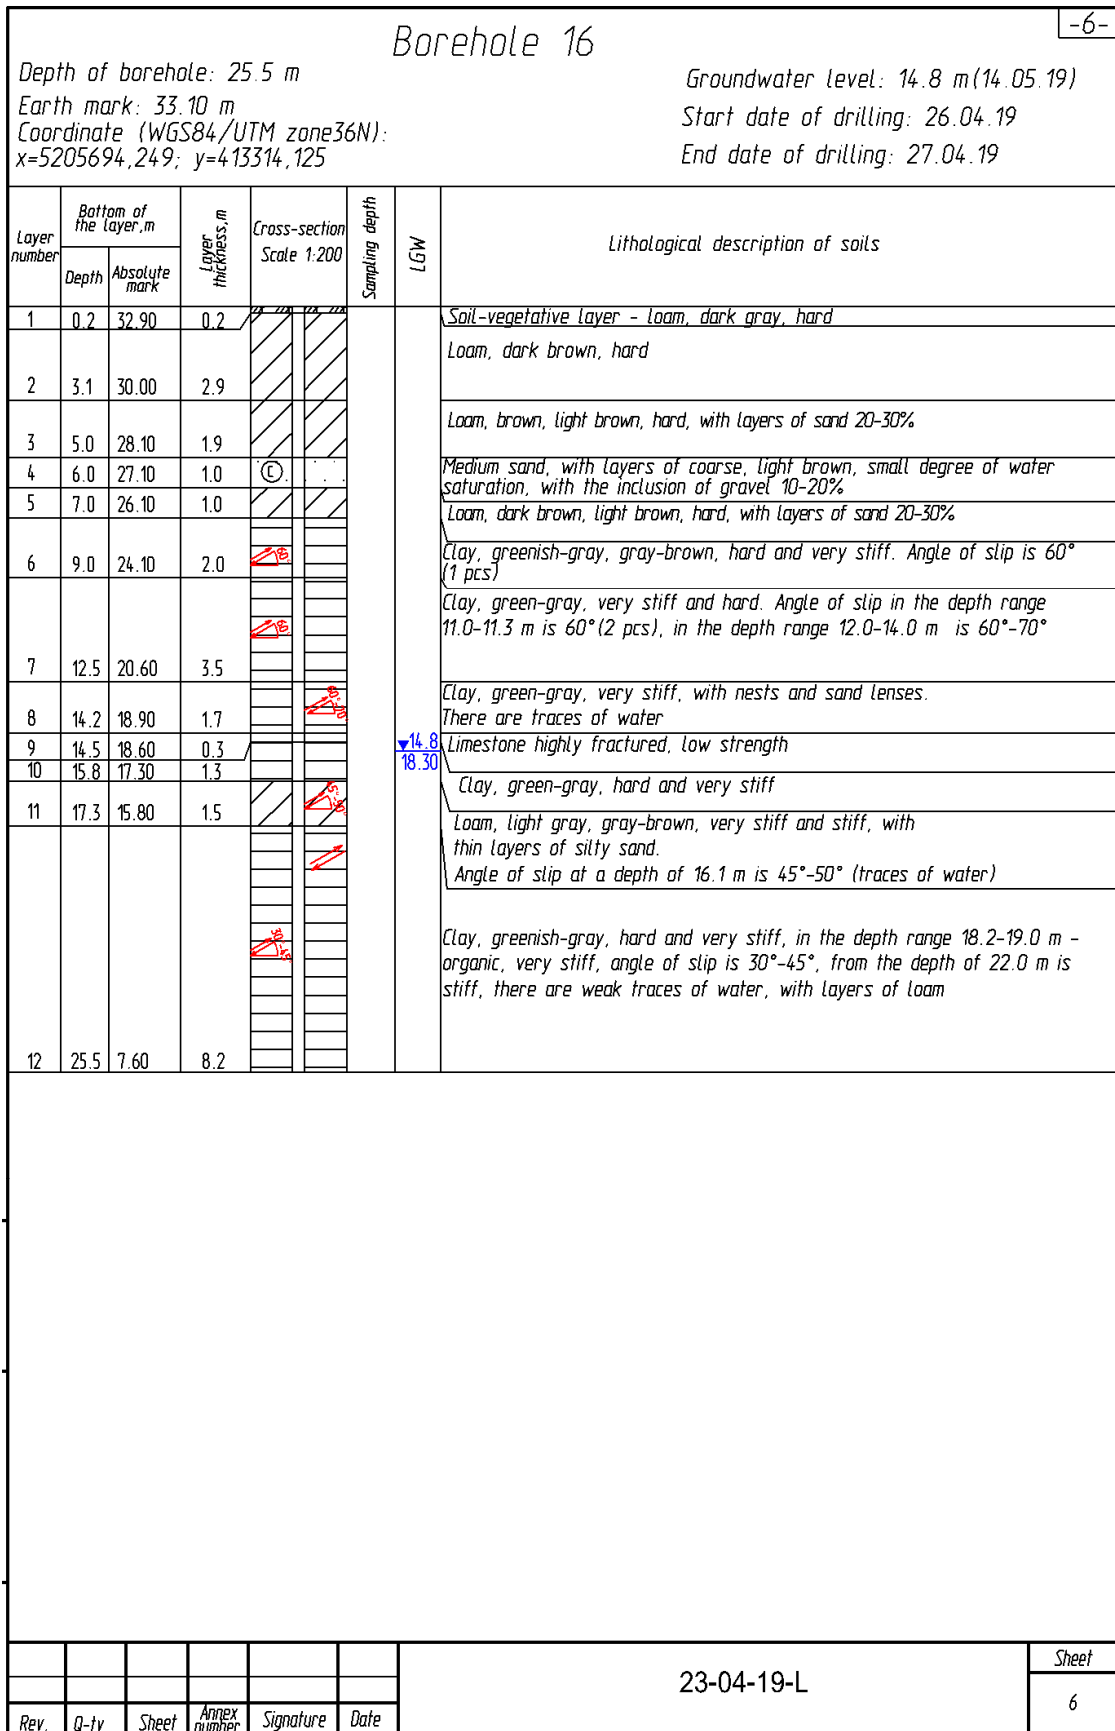 -6-
Borehole 16
Depth of borehole: 25.5 m
Earth mark: 33.10 m
Coordinate (WGS84/UTM zone36N):
x=5205694,249; y=413314,125
Groundwater level: 14.8 m(14.05.19)
Start date of drilling: 26.04.19
End date of drilling: 27.04.19
Layer number
Bottom of the layer,m
Depth
Absolute mark
Layer thickness,m
Cross-section
Scale 1:200
Sampling depth
LGW
Lithological description of soils
1 0.2 32.90 0.2 Soil-vegetative layer - loam, dark gray, hard
Loam, dark brown, hard
2 3.1 30.00 2.9
Loam, brown, light brown, hard, with layers of sand 20-30%
3 5.0 28.10 1.9
4 6.0 27.10 1.0 C Medium sand, with layers of coarse, light brown, small degree of water
saturation, with the inclusion of gravel 10-20%
5 7.0 26.10 1.0
Loam, dark brown, light brown, hard, with layers of sand 20-30%
Clay, greenish-gray, gray-brown, hard and very stiff. Angle of slip is 60°
(1 pcs)
6 9.0 24.10 2.0 60°
Clay, green-gray, very stiff and hard. Angle of slip in the depth range
11.0-11.3 m is 60°(2 pcs), in the depth range 12.0-14.0 m is 60°-70°
60°
7 12.5 20.60 3.5
Clay, green-gray, very stiff, with nests and sand lenses.
There are traces of water
60°-70°
8 14.2 18.90 1.7
9 14.5 18.60 0.3 14.8 Limestone highly fractured, low strength
18.30
10 15.8 17.30 1.3
Clay, green-gray, hard and very stiff
45°-50°
11 17.3 15.80 1.5
Loam, light gray, gray-brown, very stiff and stiff, with
thin layers of silty sand.
Angle of slip at a depth of 16.1 m is 45°-50° (traces of water)
30°-45°
Clay, greenish-gray, hard and very stiff, in the depth range 18.2-19.0 m -
organic, very stiff, angle of slip is 30°-45°, from the depth of 22.0 m is
stiff, there are weak traces of water, with layers of loam
12 25.5 7.60 8.2
23-04-19-L
Sheet
6
Rev. Q-ty Sheet Annex number Signature Date